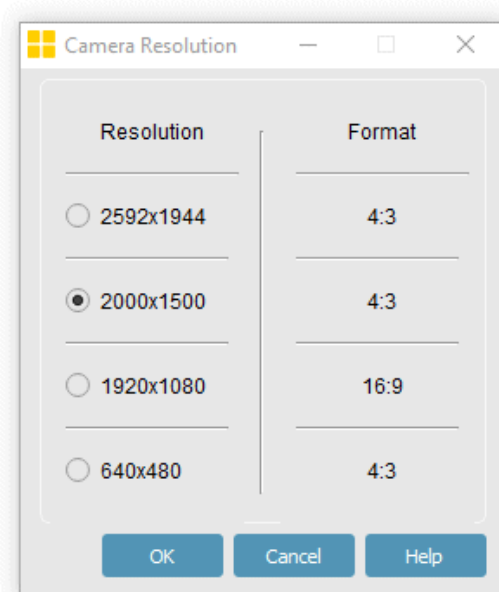 Camera Resolution
Resolution Format
2592x1944 4:3
2000x1500 4:3
1920x1080 16:9
640x480 4:3
OK Cancel Help